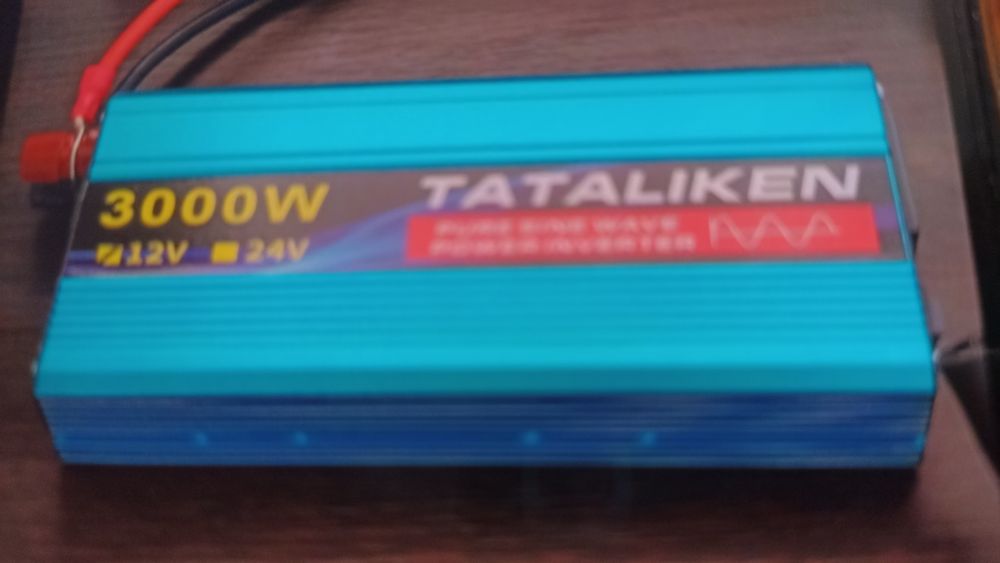 3000W
12V 24V
TATALIKEN
PURE SINE WAVE
POWER INVERTER